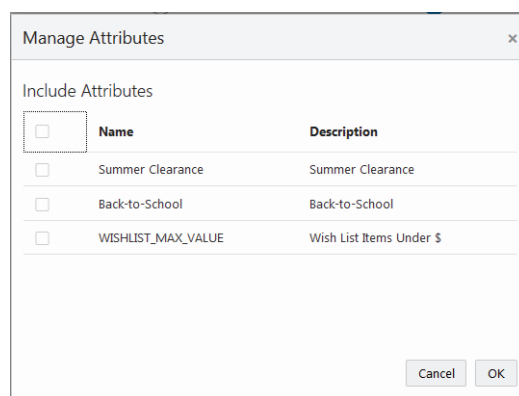 Manage Attributes ×
Include Attributes
Name Description
Summer Clearance Summer Clearance
Back-to-School Back-to-School
WISHLIST_MAX_VALUE Wish List Items Under $
Cancel OK